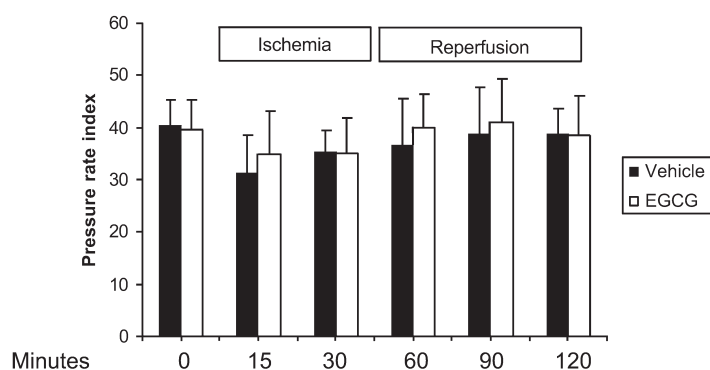 60
Ischemia
Reperfusion
50
40
30
20
10
0
Pressure rate index
Vehicle
EGCG
Minutes 0 15 30 60 90 120